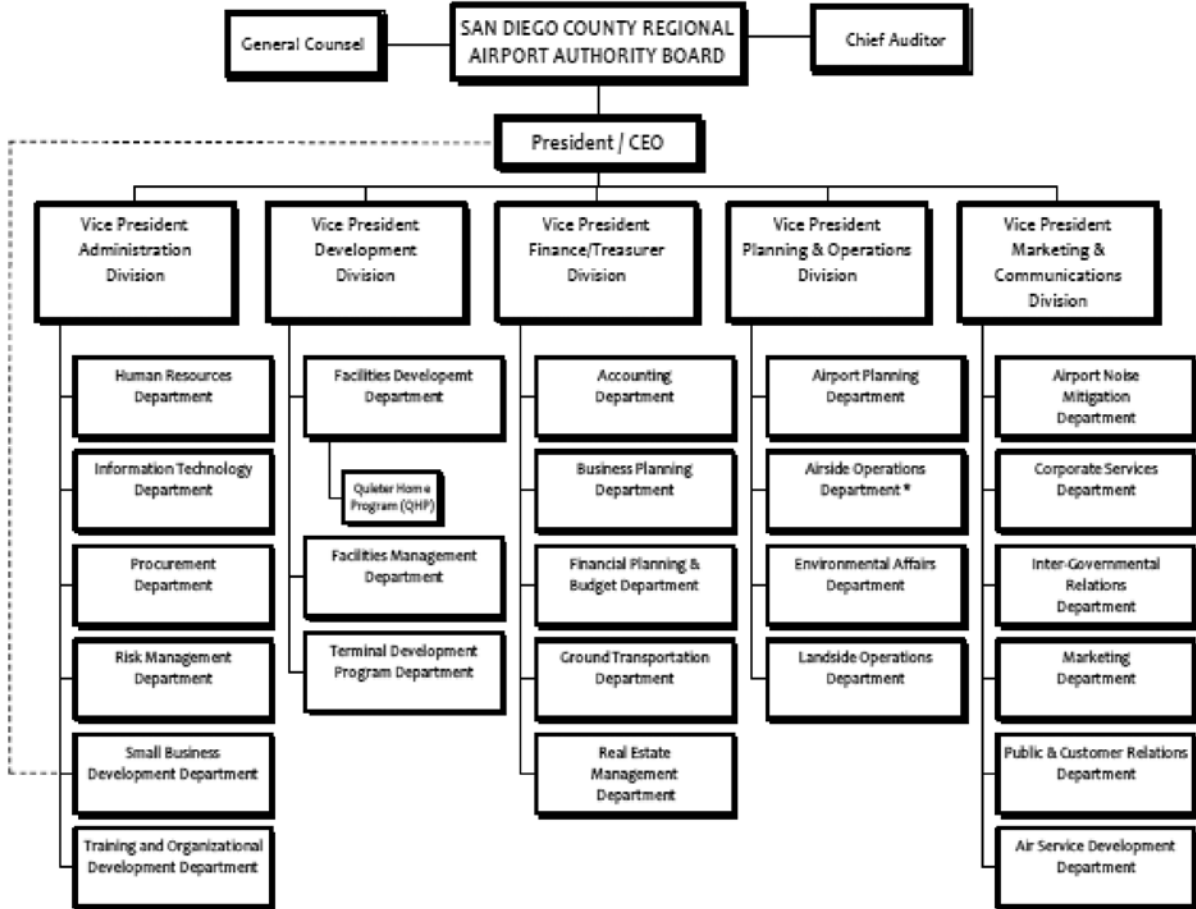 General Counsel
SAN DIEGO COUNTY REGIONAL
AIRPORT AUTHORITY BOARD
Chief Auditor
President / CEO
Vice President
Administration
Division
Vice President
Development
Division
Vice President
Finance/Treasurer
Division
Vice President
Planning & Operations
Division
Vice President
Marketing &
Communications
Division
Human Resources
Department
Information Technology
Department
Procurement
Department
Risk Management
Department
Small Business
Development Department
Training and Organizational
Development Department
Facilities Developemt
Department
Quieter Home
Program (QHP)
Facilities Management
Department
Terminal Development
Program Department
Accounting
Department
Business Planning
Department
Financial Planning &
Budget Department
Ground Transportation
Department
Real Estate
Management
Department
Airport Planning
Department
Airside Operations
Department *
Environmental Affairs
Department
Landside Operations
Department
Airport Noise
Mitigation
Department
Corporate Services
Department
Inter-Governmental
Relations
Department
Marketing
Department
Public & Customer Relations
Department
Air Service Development
Department